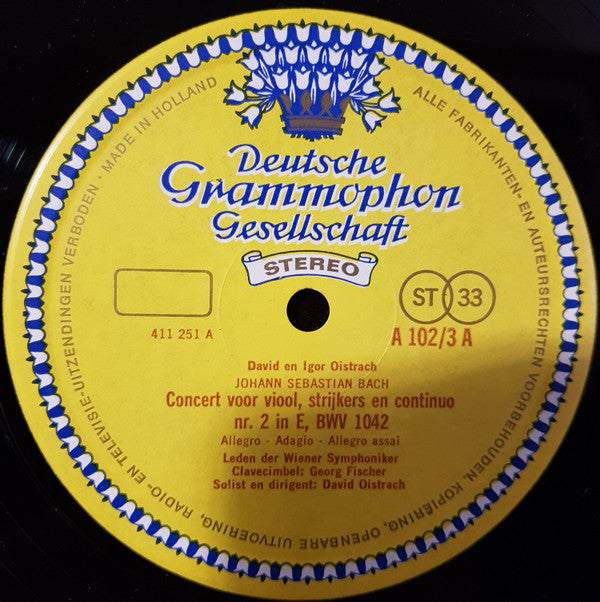 Deutsche
Grammophon
Gesellschaft
STEREO
ST 33
411 251 A
A 102/3 A
David en Igor Oistrach
JOHANN SEBASTIAN BACH
Concert voor viool, strijkers en continuo
nr. 2 in E, BWV 1042
Allegro - Adagio - Allegro assai
Leden der Wiener Symphoniker
Clavecimbel: Georg Fischer
Solist en dirigent: David Oistrach
ALLE FABRIKANTEN- EN AUTEURSRECHTEN VOORBEHOUDEN. KOPIËRING, OPENBARE UITVOERING, RADIO- EN TELEVISIE-UITZENDINGEN VERBODEN · MADE IN HOLLAND